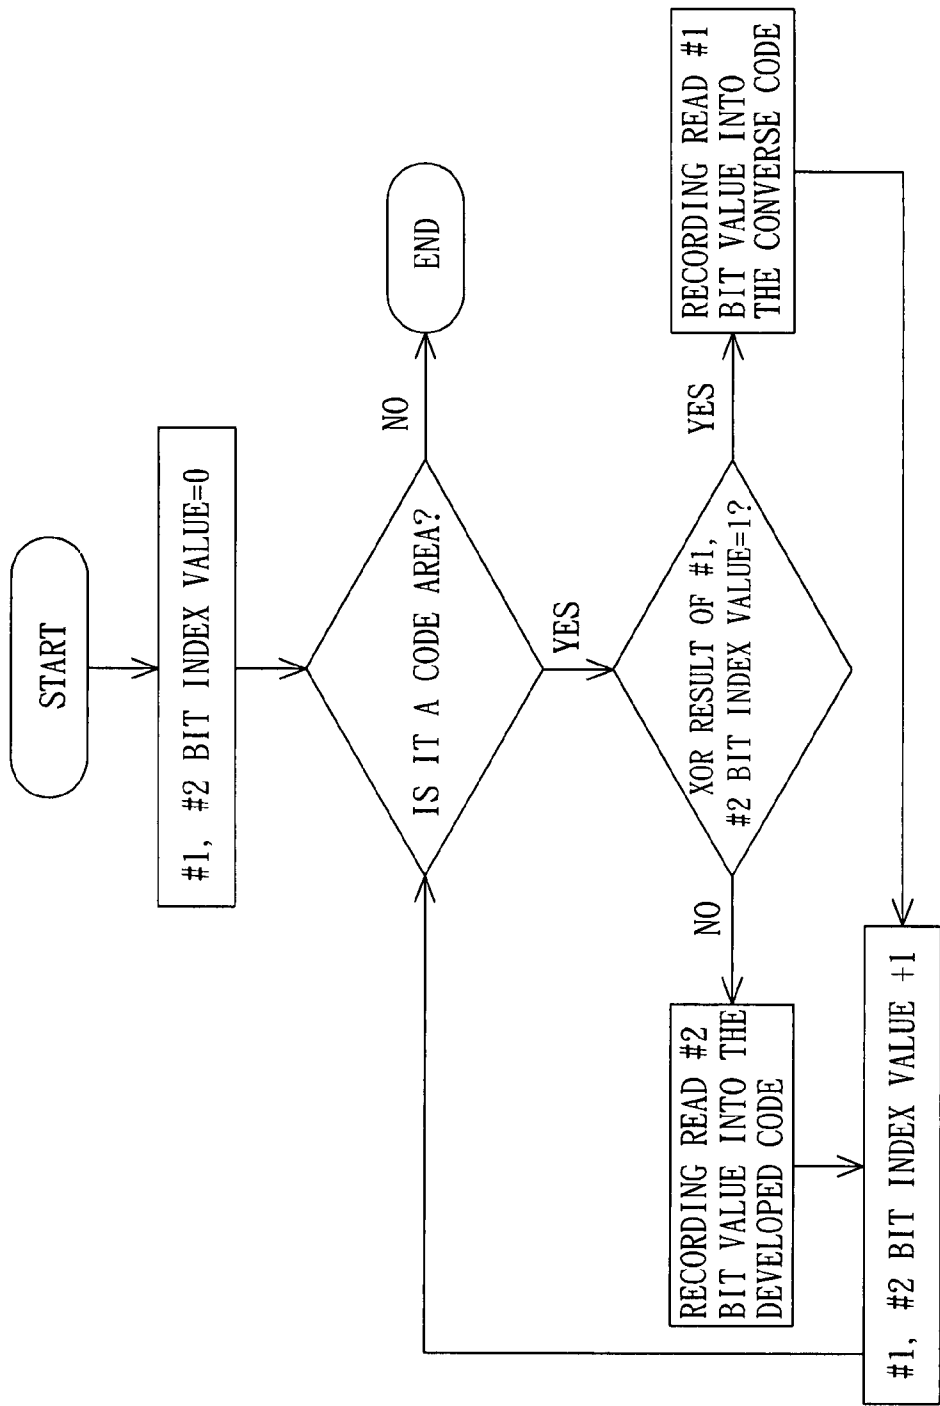 START
#1, #2 BIT INDEX VALUE=0
IS IT A CODE AREA?
NO
END
YES
XOR RESULT OF #1,
#2 BIT INDEX VALUE=1?
NO
YES
RECORDING READ #2
BIT VALUE INTO THE
DEVELOPED CODE
RECORDING READ #1
BIT VALUE INTO
THE CONVERSE CODE
#1, #2 BIT INDEX VALUE +1